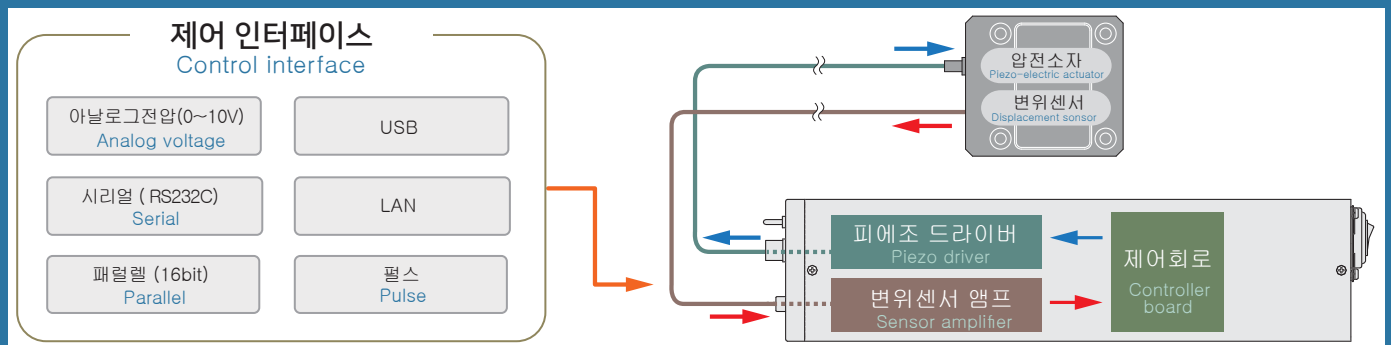 제어 인터페이스
Control interface
아날로그전압(0~10V)
Analog voltage
USB
시리얼 ( RS232C)
Serial
LAN
패럴렐 (16bit)
Parallel
펄스
Pulse
압전소자
Piezo-electric actuator
변위센서
Displacement sensor
피에조 드라이버
Piezo driver
변위센서 앰프
Sensor amplifier
제어회로
Controller
board